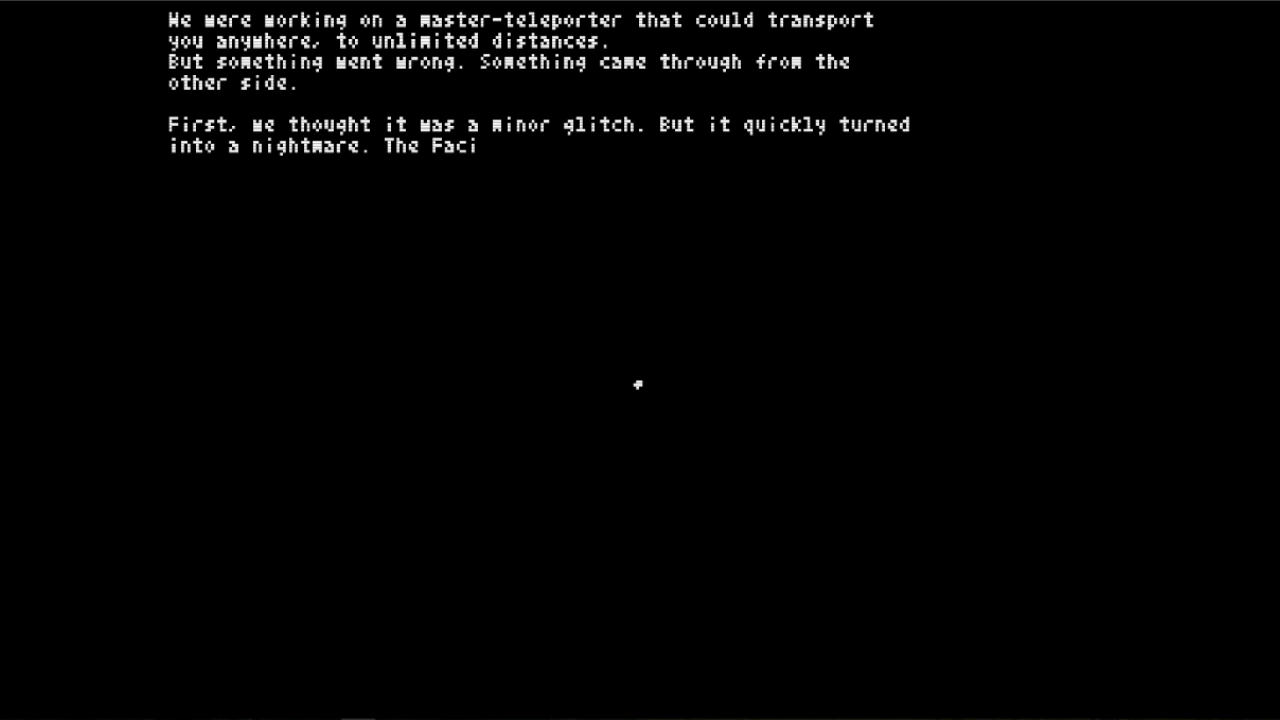 We were working on a master-teleporter that could transport
you anywhere, to unlimited distances.
But something went wrong. Something came through from the
other side.
First, we thought it was a minor glitch. But it quickly turned
into a nightmare. The Faci